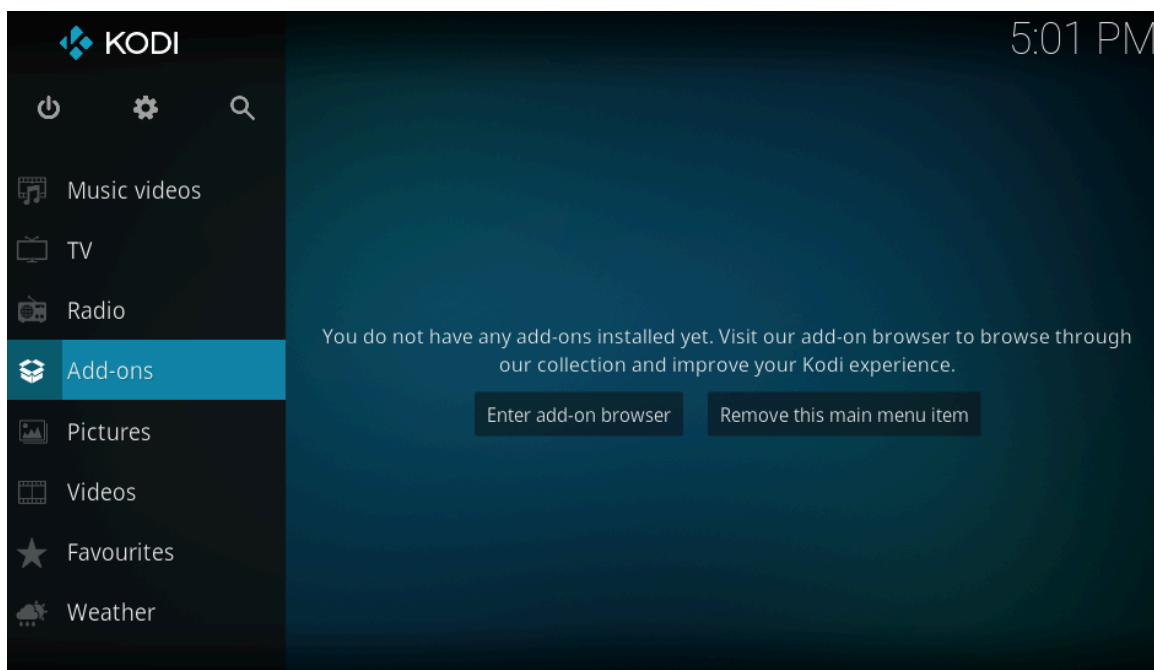 KODI
5:01 PM
Music videos
TV
Radio
Add-ons
Pictures
Videos
Favourites
Weather
You do not have any add-ons installed yet. Visit our add-on browser to browse through
our collection and improve your Kodi experience.
Enter add-on browser
Remove this main menu item